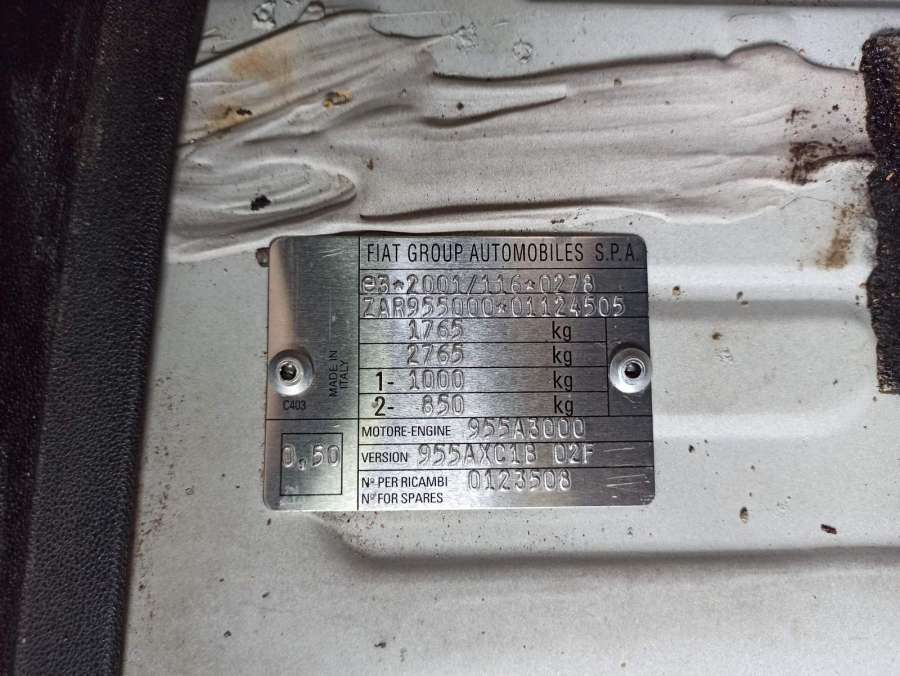 FIAT GROUP AUTOMOBILES S.P.A.
e3*2001/116*0278
ZAR955000*01124505
1765 kg
2765 kg
1- 1000 kg
2- 850 kg
MADE IN ITALY
C403
MOTORE-ENGINE 955A3000
0,50
VERSION 955AXC1B 02F
Nº PER RICAMBI 0123508
Nº FOR SPARES